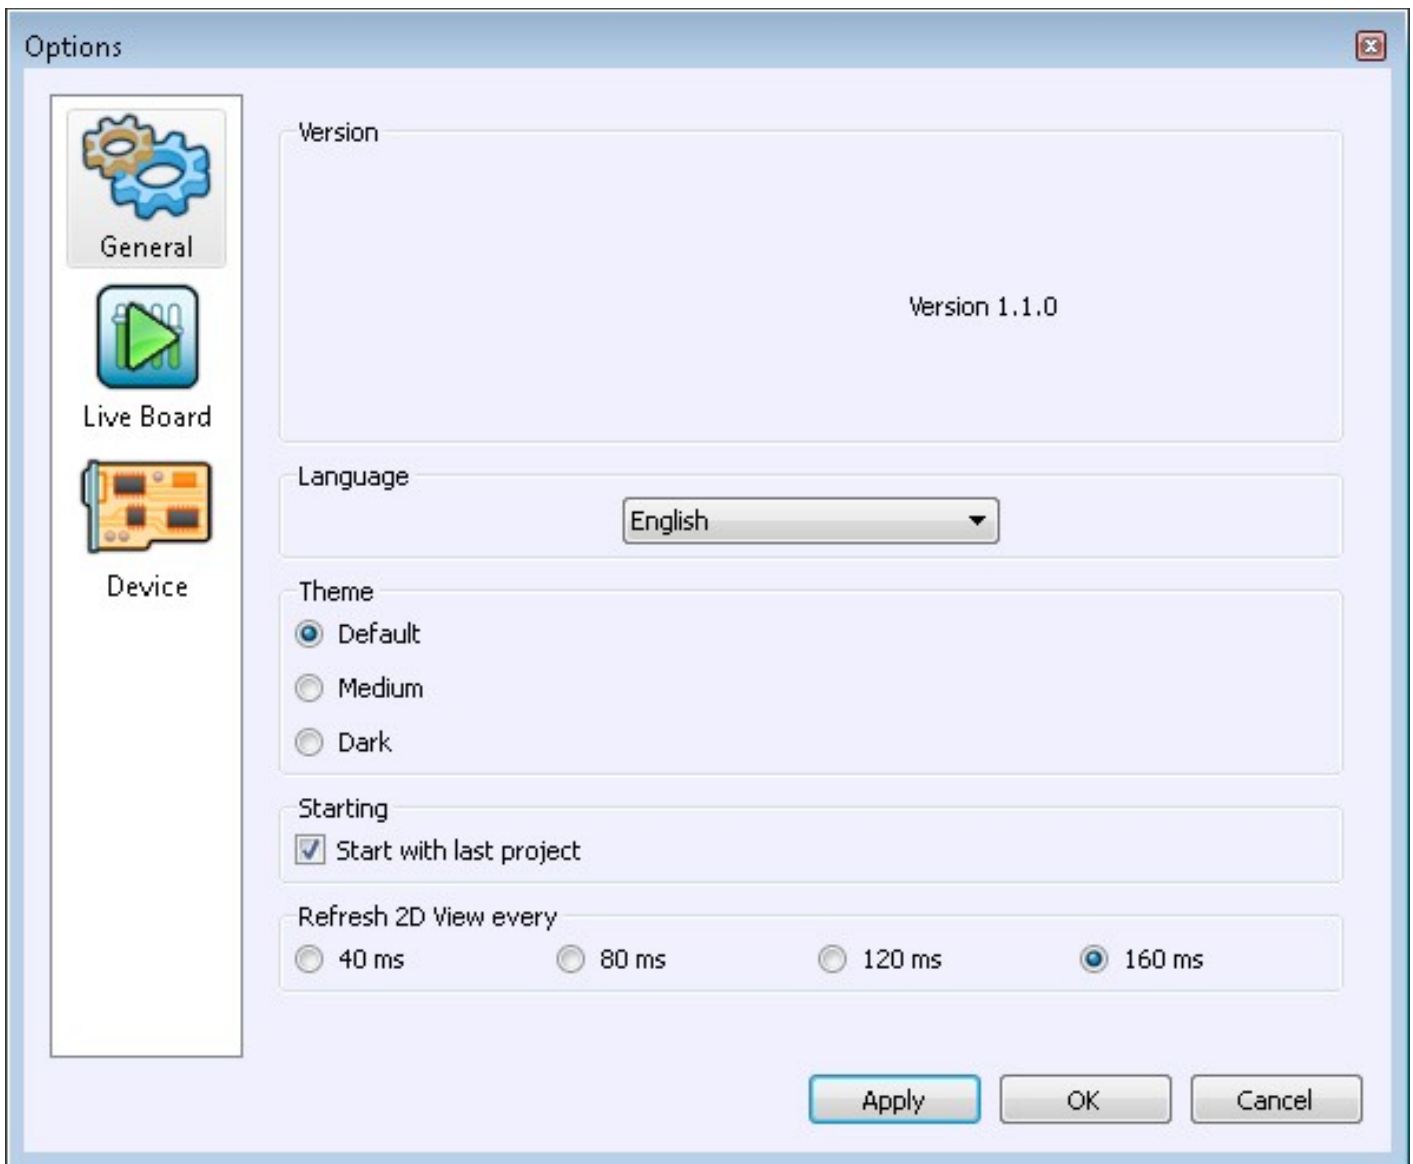 Options
General
Live Board
Device
Version
Version 1.1.0
Language
English
Theme
Default
Medium
Dark
Starting
Start with last project
Refresh 2D View every
40 ms 80 ms 120 ms 160 ms
Apply OK Cancel